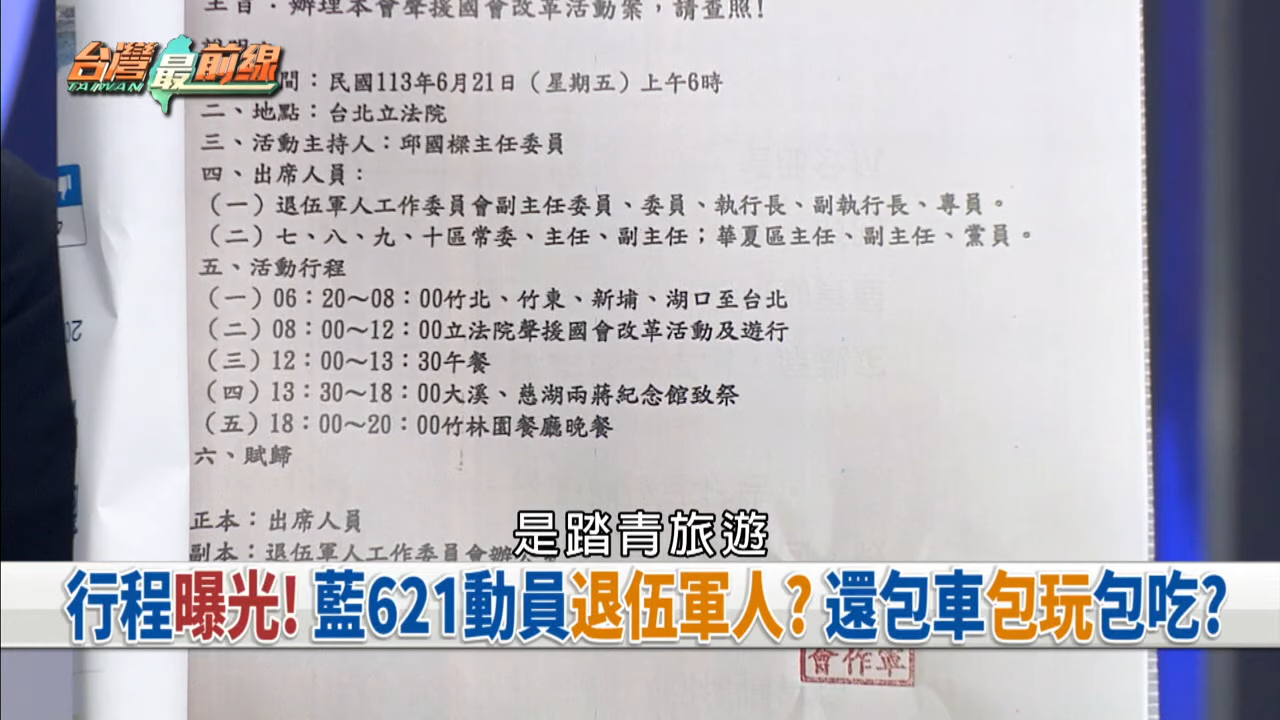 主旨：辦理本會聲援國會改革活動案，請查照!
台灣最前線
TAIWAN
間：民國113年6月21日（星期五）上午6時
二、地點：台北立法院
三、活動主持人：邱國樑主任委員
四、出席人員：
（一）退伍軍人工作委員會副主任委員、委員、執行長、副執行長、專員。
（二）七、八、九、十區常委、主任、副主任；華夏區主任、副主任、黨員。
五、活動行程
（一）06：20～08：00竹北、竹東、新埔、湖口至台北
（二）08：00～12：00立法院聲援國會改革活動及遊行
（三）12：00～13：30午餐
（四）13：30～18：00大溪、慈湖兩蔣紀念館致祭
（五）18：00～20：00竹林園餐廳晚餐
六、賦歸
正本：出席人員
副本：退伍軍人工作委員會辦
是踏青旅遊
行程曝光! 藍621動員退伍軍人? 還包車包玩包吃?
會作軍